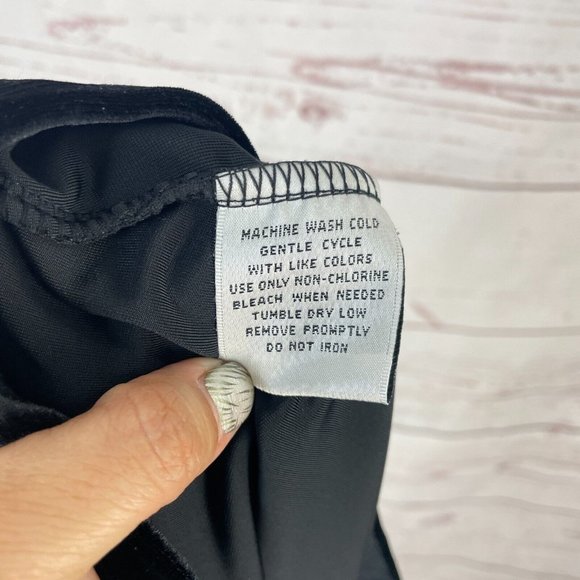 MACHINE WASH COLD
GENTLE CYCLE
WITH LIKE COLORS
USE ONLY NON-CHLORINE
BLEACH WHEN NEEDED
TUMBLE DRY LOW
REMOVE PROMPTLY
DO NOT IRON